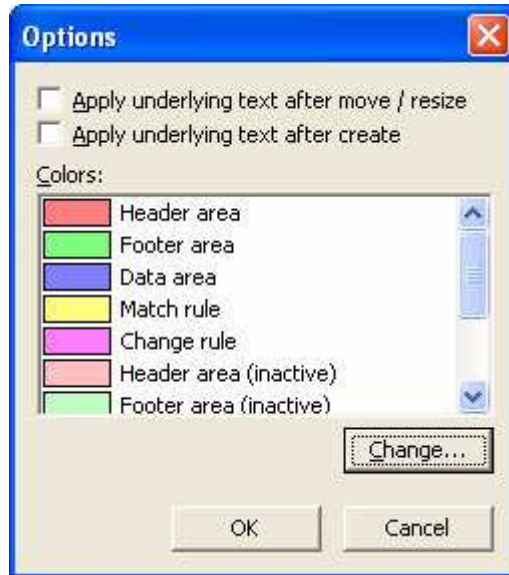 Options
Apply underlying text after move / resize
Apply underlying text after create
Colors:
Header area
Footer area
Data area
Match rule
Change rule
Header area (inactive)
Footer area (inactive)
Change...
OK Cancel